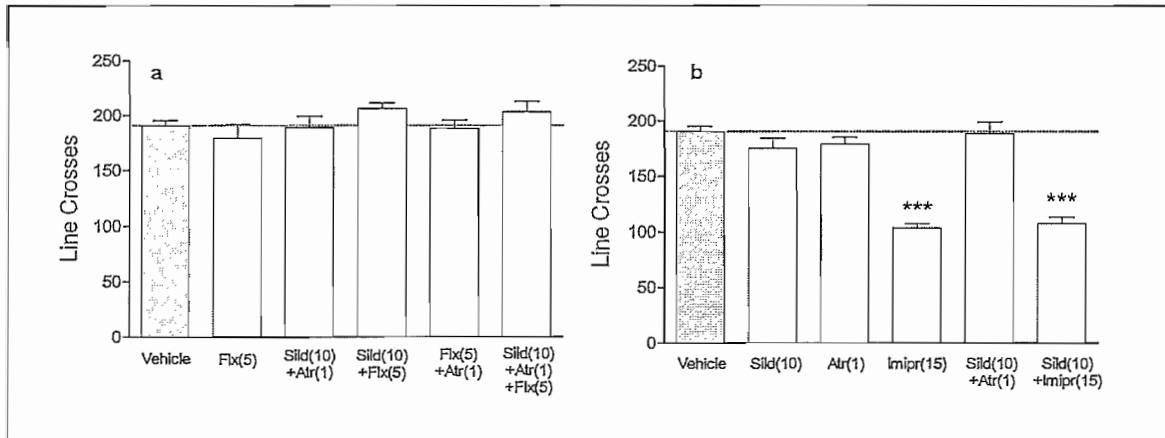 a
250
200
150
100
50
0
Line Crosses
Vehicle
Flx(5)
Sild(10)
+Atr(1)
Sild(10)
+Flx(5)
Flx(5)
+Atr(1)
Sild(10)
+Atr(1)
+Flx(5)
b
250
200
150
100
50
0
Line Crosses
***
***
Vehicle
Sild(10)
Atr(1)
Imipr(15)
Sild(10)
+Atr(1)
Sild(10)
+Imipr(15)